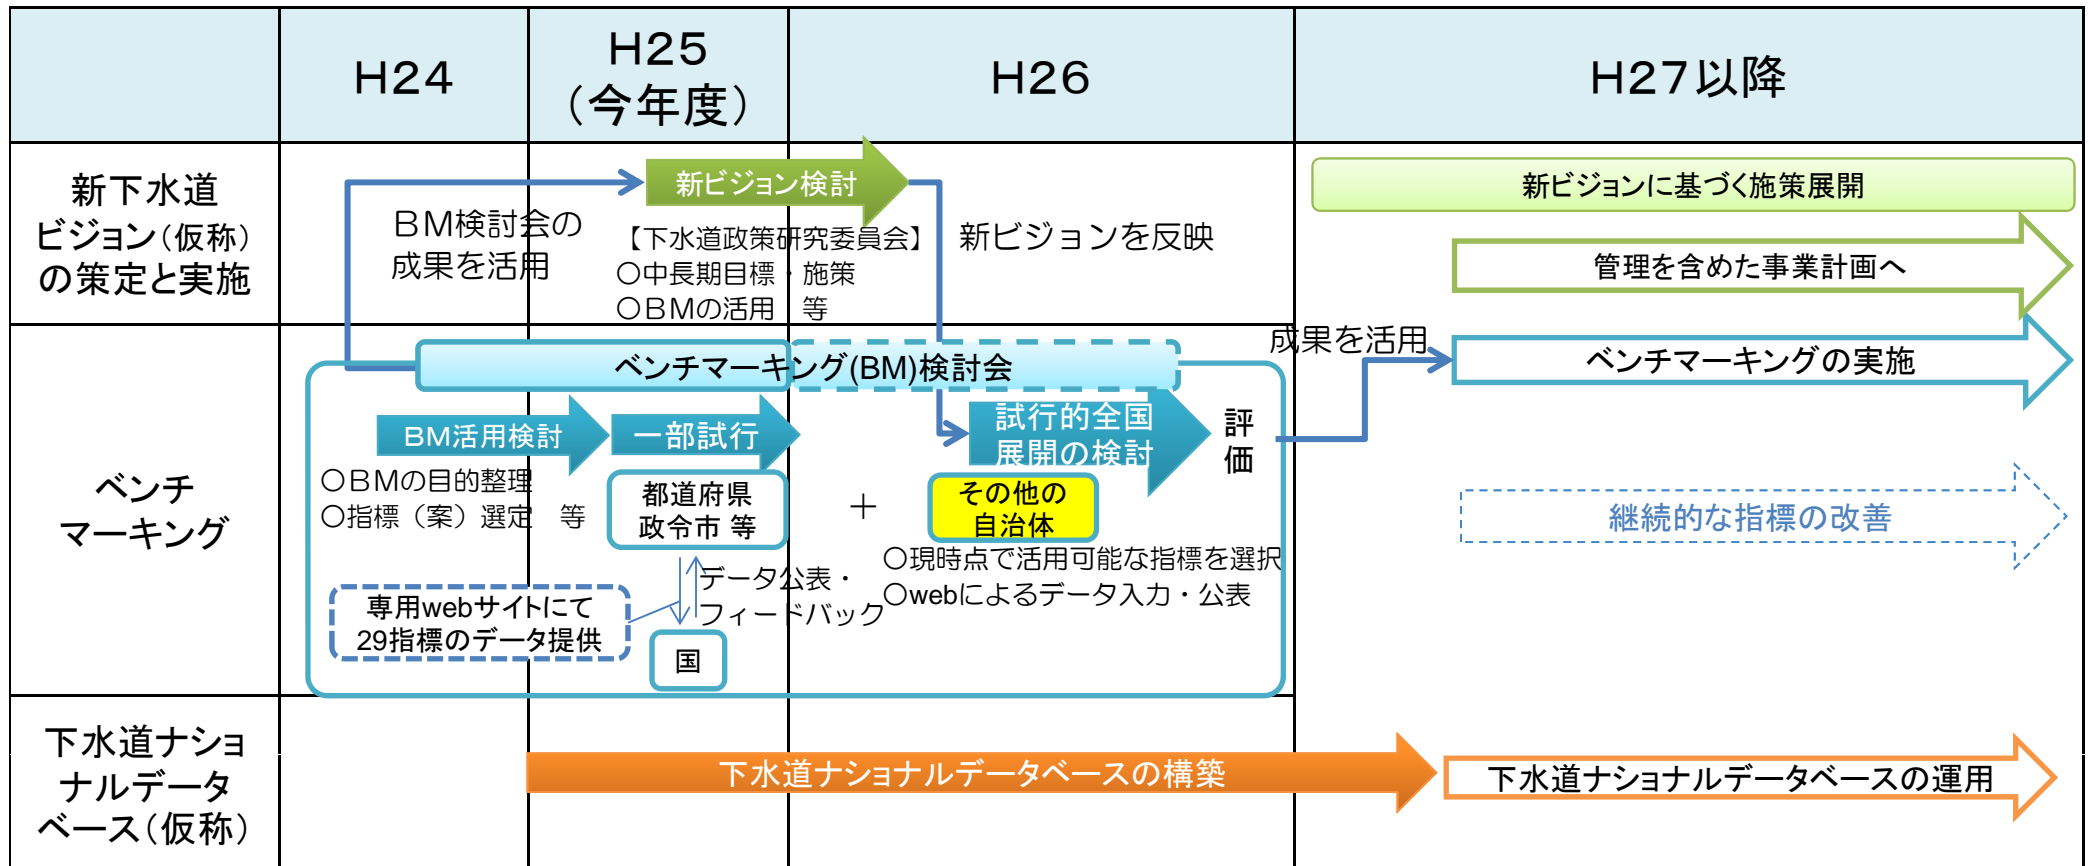 H24
H25
（今年度）
H26
H27以降
新下水道
ビジョン（仮称）
の策定と実施
BM検討会の
成果を活用
新ビジョン検討
【下水道政策研究委員会】
○中長期目標・施策
○BMの活用　等
新ビジョンを反映
新ビジョンに基づく施策展開
管理を含めた事業計画へ
ベンチ
マーキング
ベンチマーキング(BM)検討会
BM活用検討
○BMの目的整理
○指標（案）選定　等
一部試行
都道府県
政令市 等
データ公表・
フィードバック
専用webサイトにて
29指標のデータ提供
国
＋
試行的全国
展開の検討
その他の
自治体
○現時点で活用可能な指標を選択
○webによるデータ入力・公表
評
価
成果を活用
ベンチマーキングの実施
継続的な指標の改善
下水道ナショ
ナルデータ
ベース（仮称）
下水道ナショナルデータベースの構築
下水道ナショナルデータベースの運用